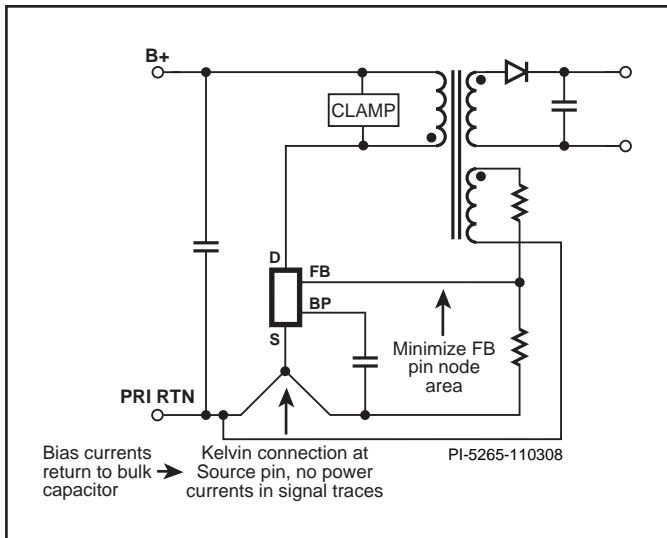 B+
CLAMP
D
FB
BP
S
Minimize FB
pin node
area
PRI RTN
Bias currents
return to bulk
capacitor
Kelvin connection at
Source pin, no power
currents in signal traces
PI-5265-110308